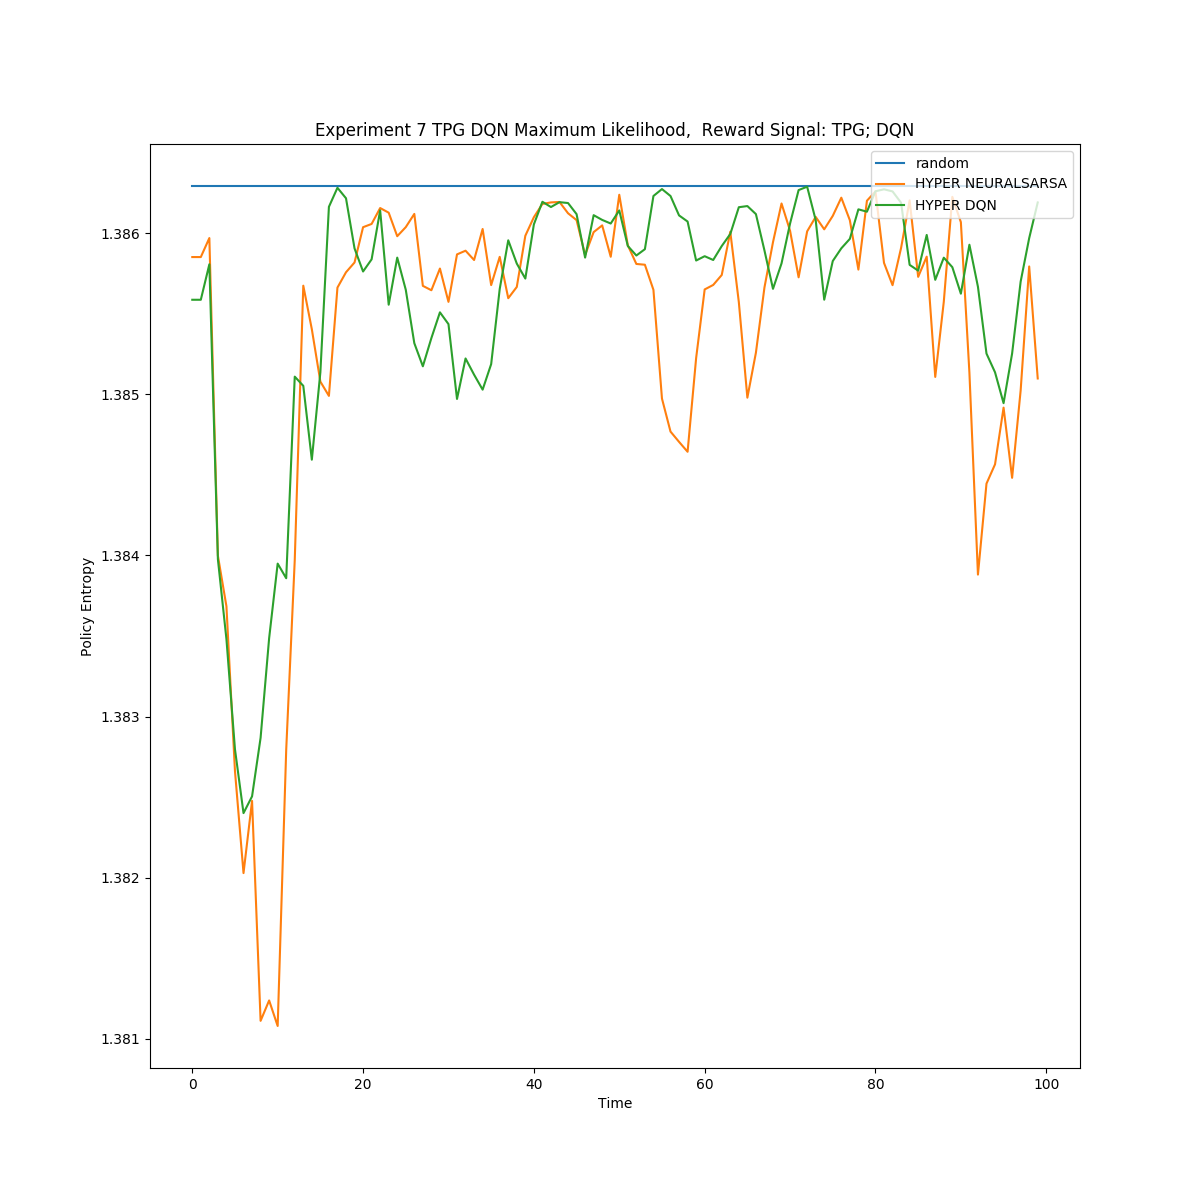 Experiment 7 TPG DQN Maximum Likelihood,  Reward Signal: TPG; DQN
random
HYPER NEURALSARSA
HYPER DQN
1.386
1.385
1.384
1.383
1.382
1.381
Policy Entropy
0
20
40
60
80
100
Time